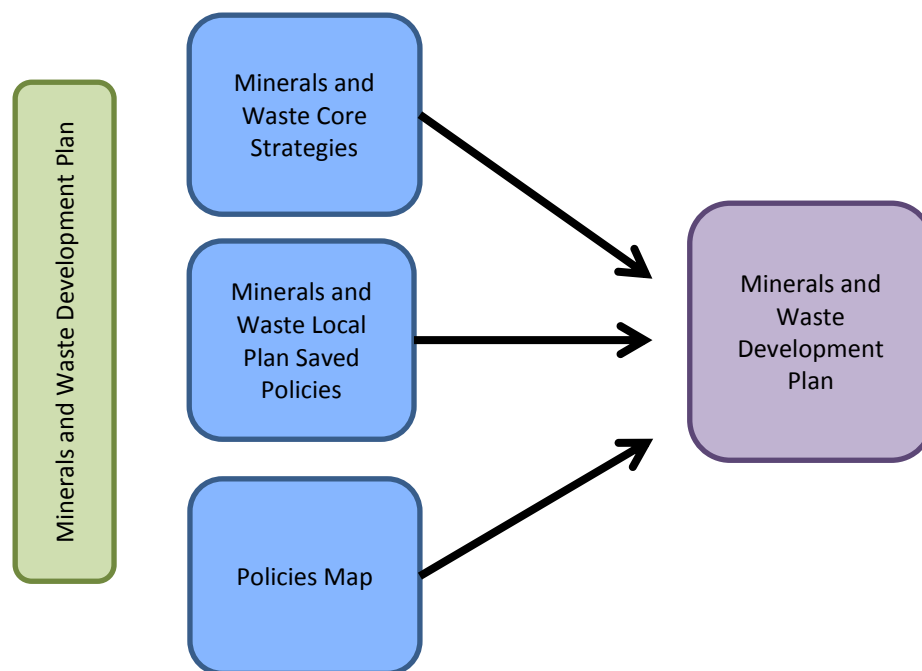 Minerals and Waste Development Plan
Minerals and
Waste Core
Strategies
Minerals and
Waste Local
Plan Saved
Policies
Policies Map
Minerals and
Waste
Development
Plan